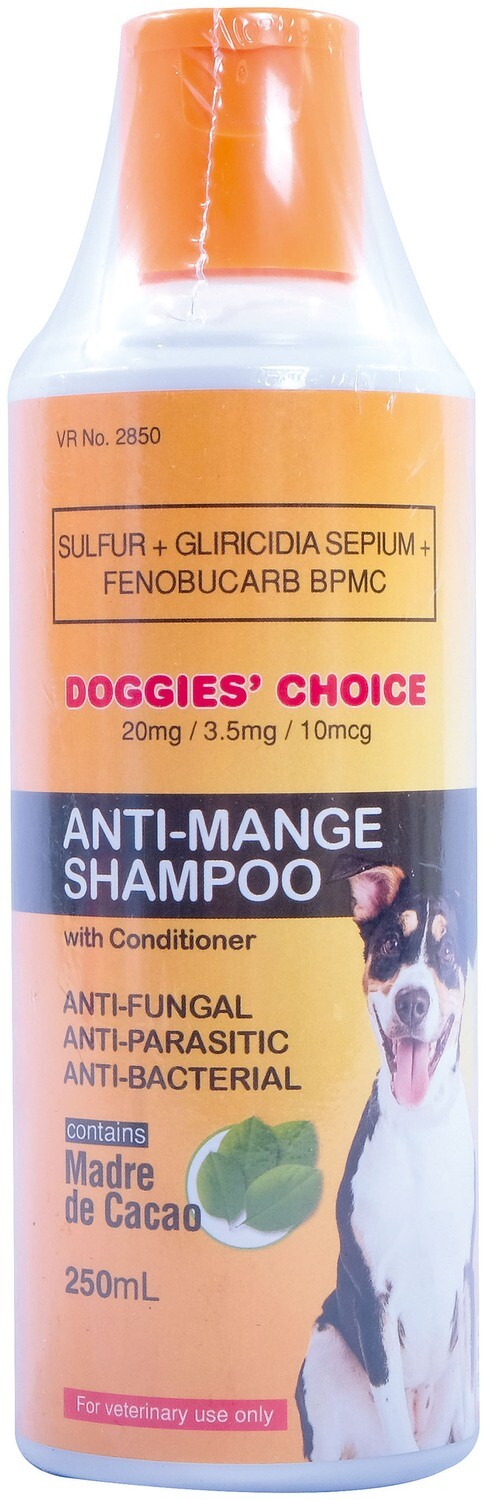 VR No. 2850
SULFUR + GLIRICIDIA SEPIUM +
FENOBUCARB BPMC
DOGGIES' CHOICE
20mg / 3.5mg / 10mcg
ANTI-MANGE
SHAMPOO
with Conditioner
ANTI-FUNGAL
ANTI-PARASITIC
ANTI-BACTERIAL
contains
Madre
de Cacao
250mL
For veterinary use only